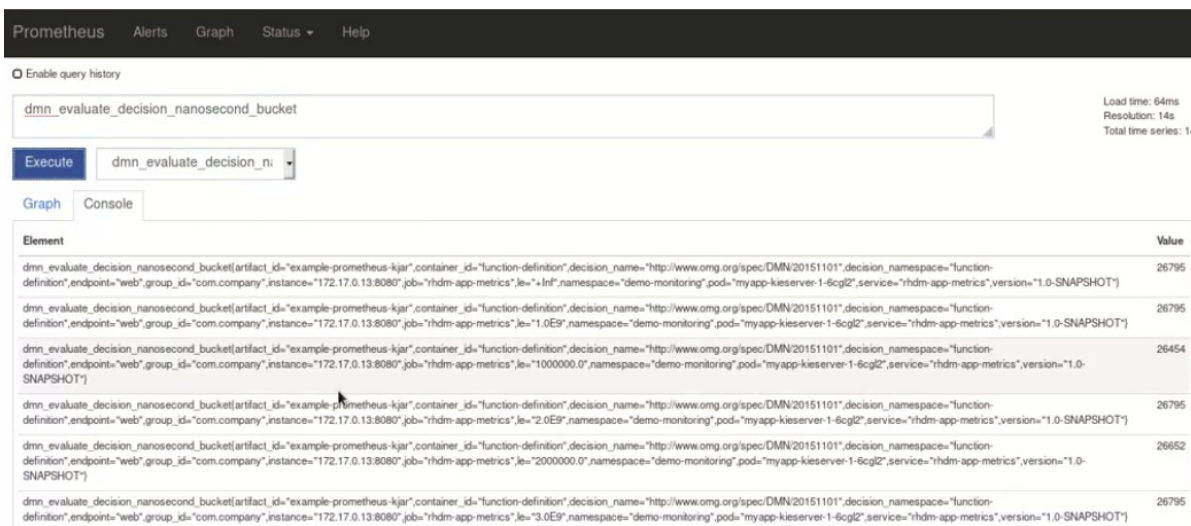 Prometheus Alerts Graph Status Help
Enable query history
dmn_evaluate_decision_nanosecond_bucket
Load time: 64ms
Resolution: 14s
Total time series:
Execute dmn_evaluate_decision_n
Graph Console
Element Value
dmn_evaluate_decision_nanosecond_bucket{artifact_id="example-prometheus-kjar",container_id="function-definition",decision_name="http://www.omg.org/spec/DMN/20151101",decision_namespace="function- 26795
definition",endpoint="web",group_id="com.company",instance="172.17.0.13:8080",job="rhdm-app-metrics",le="+Inf",namespace="demo-monitoring",pod="myapp-kieserver-1-6cgl2",service="rhdm-app-metrics",version="1.0-SNAPSHOT"}
dmn_evaluate_decision_nanosecond_bucket{artifact_id="example-prometheus-kjar",container_id="function-definition",decision_name="http://www.omg.org/spec/DMN/20151101",decision_namespace="function- 26795
definition",endpoint="web",group_id="com.company",instance="172.17.0.13:8080",job="rhdm-app-metrics",le="1.0E9",namespace="demo-monitoring",pod="myapp-kieserver-1-6cgl2",service="rhdm-app-metrics",version="1.0-SNAPSHOT"}
dmn_evaluate_decision_nanosecond_bucket{artifact_id="example-prometheus-kjar",container_id="function-definition",decision_name="http://www.omg.org/spec/DMN/20151101",decision_namespace="function- 26454
definition",endpoint="web",group_id="com.company",instance="172.17.0.13:8080",job="rhdm-app-metrics",le="1000000.0",namespace="demo-monitoring",pod="myapp-kieserver-1-6cgl2",service="rhdm-app-metrics",version="1.0-
SNAPSHOT"}
dmn_evaluate_decision_nanosecond_bucket{artifact_id="example-prometheus-kjar",container_id="function-definition",decision_name="http://www.omg.org/spec/DMN/20151101",decision_namespace="function- 26795
definition",endpoint="web",group_id="com.company",instance="172.17.0.13:8080",job="rhdm-app-metrics",le="2.0E9",namespace="demo-monitoring",pod="myapp-kieserver-1-6cgl2",service="rhdm-app-metrics",version="1.0-SNAPSHOT"}
dmn_evaluate_decision_nanosecond_bucket{artifact_id="example-prometheus-kjar",container_id="function-definition",decision_name="http://www.omg.org/spec/DMN/20151101",decision_namespace="function- 26652
definition",endpoint="web",group_id="com.company",instance="172.17.0.13:8080",job="rhdm-app-metrics",le="2000000.0",namespace="demo-monitoring",pod="myapp-kieserver-1-6cgl2",service="rhdm-app-metrics",version="1.0-
SNAPSHOT"}
dmn_evaluate_decision_nanosecond_bucket{artifact_id="example-prometheus-kjar",container_id="function-definition",decision_name="http://www.omg.org/spec/DMN/20151101",decision_namespace="function- 26795
definition",endpoint="web",group_id="com.company",instance="172.17.0.13:8080",job="rhdm-app-metrics",le="3.0E9",namespace="demo-monitoring",pod="myapp-kieserver-1-6cgl2",service="rhdm-app-metrics",version="1.0-SNAPSHOT"}